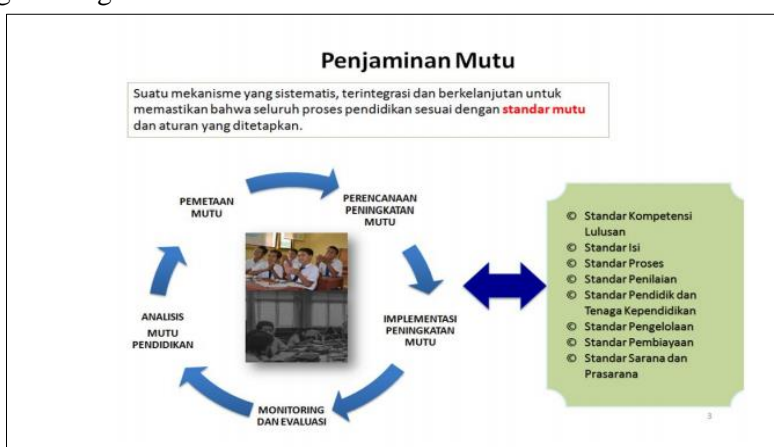 Penjaminan Mutu
Suatu mekanisme yang sistematis, terintegrasi dan berkelanjutan untuk
memastikan bahwa seluruh proses pendidikan sesuai dengan standar mutu
dan aturan yang ditetapkan.
PEMETAAN
MUTU
PERENCANAAN
PENINGKATAN
MUTU
IMPLEMENTASI
PENINGKATAN
MUTU
MONITORING
DAN EVALUASI
ANALISIS
MUTU
PENDIDIKAN
© Standar Kompetensi
Lulusan
© Standar Isi
© Standar Proses
© Standar Penilaian
© Standar Pendidik dan
Tenaga Kependidikan
© Standar Pengelolaan
© Standar Pembiayaan
© Standar Sarana dan
Prasarana
3